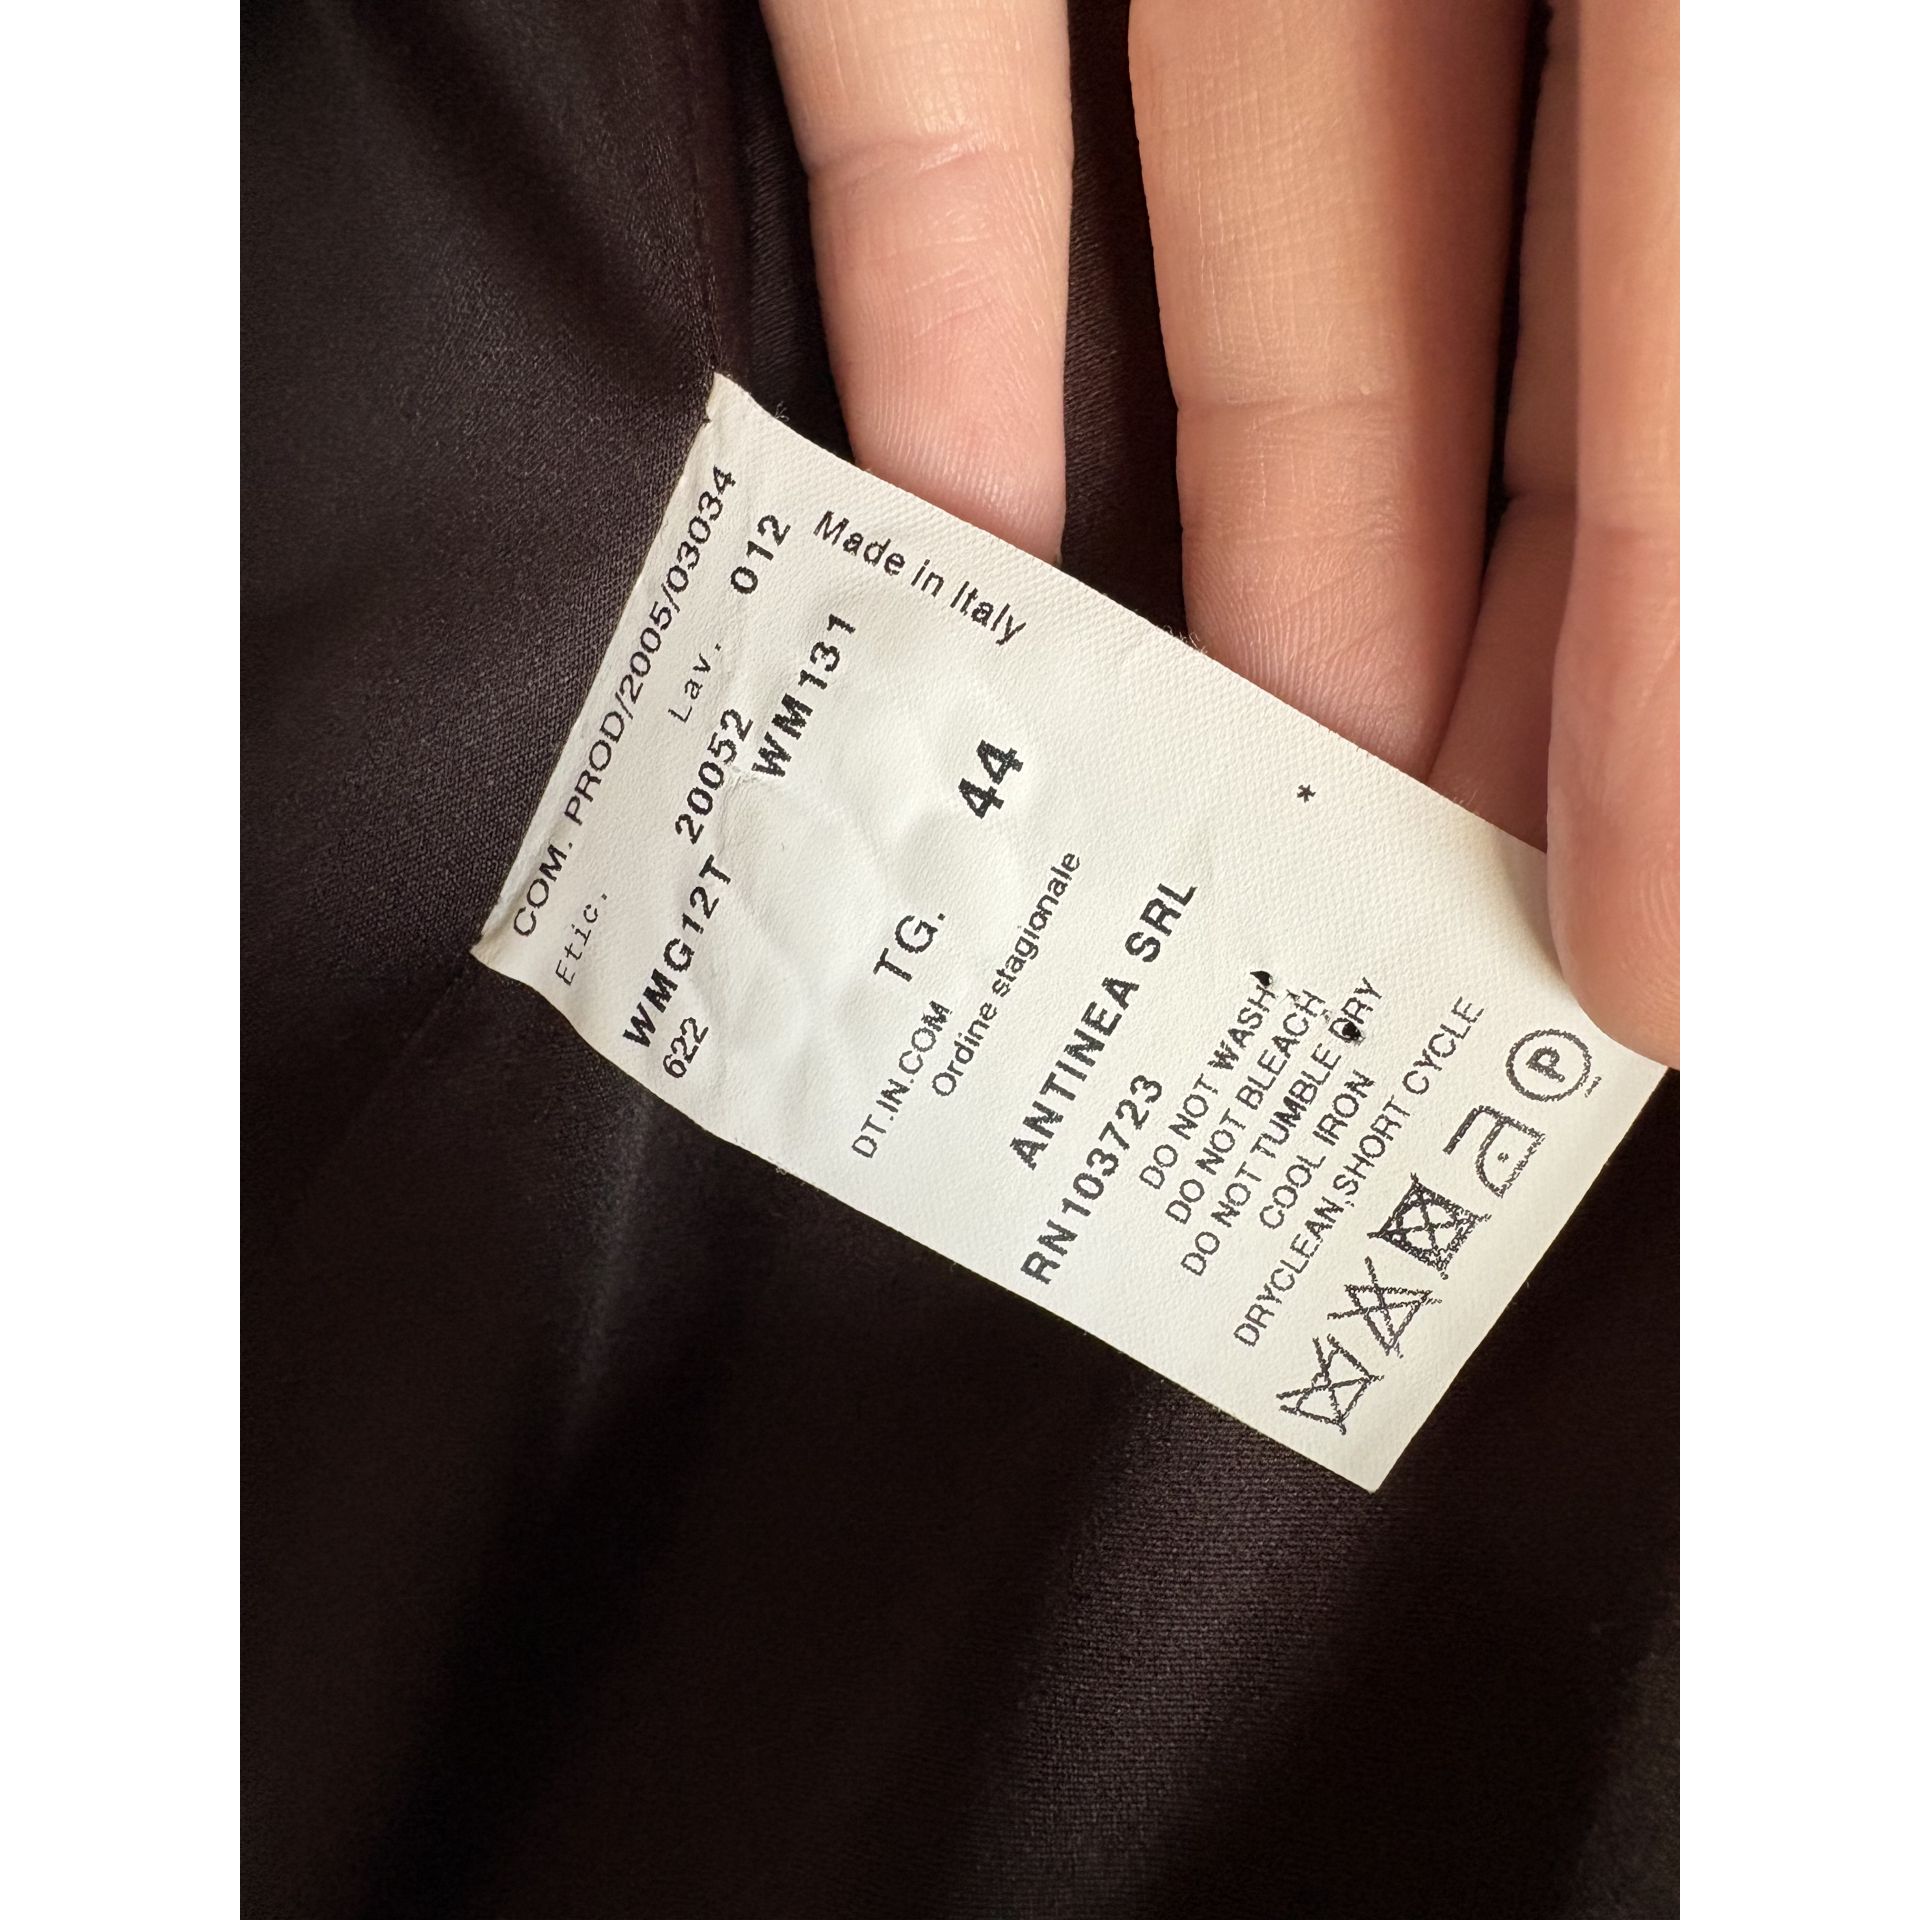 COM. PROD/2005/03034
Etic. Lav. 012
WMG12T 20052 WM131
622
Made in Italy
TG. 44
DT.IN.COM
Ordine stagionale
ANTINEA SRL
RN103723
*
DO NOT WASH
DO NOT BLEACH
DO NOT TUMBLE DRY
COOL IRON
DRYCLEAN,SHORT CYCLE
P